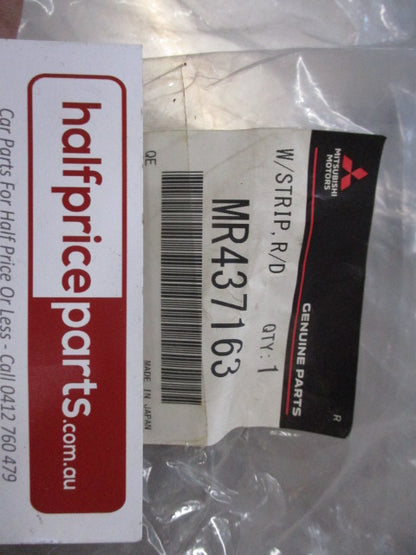 halfpriceparts.com.au
Car Parts For Half Price Or Less - Call 0412 760 479
MITSUBISHI
MOTORS
GENUINE PARTS
R
W/STRIP,R/D
QTY: 1
MR437163
QE
MADE IN JAPAN